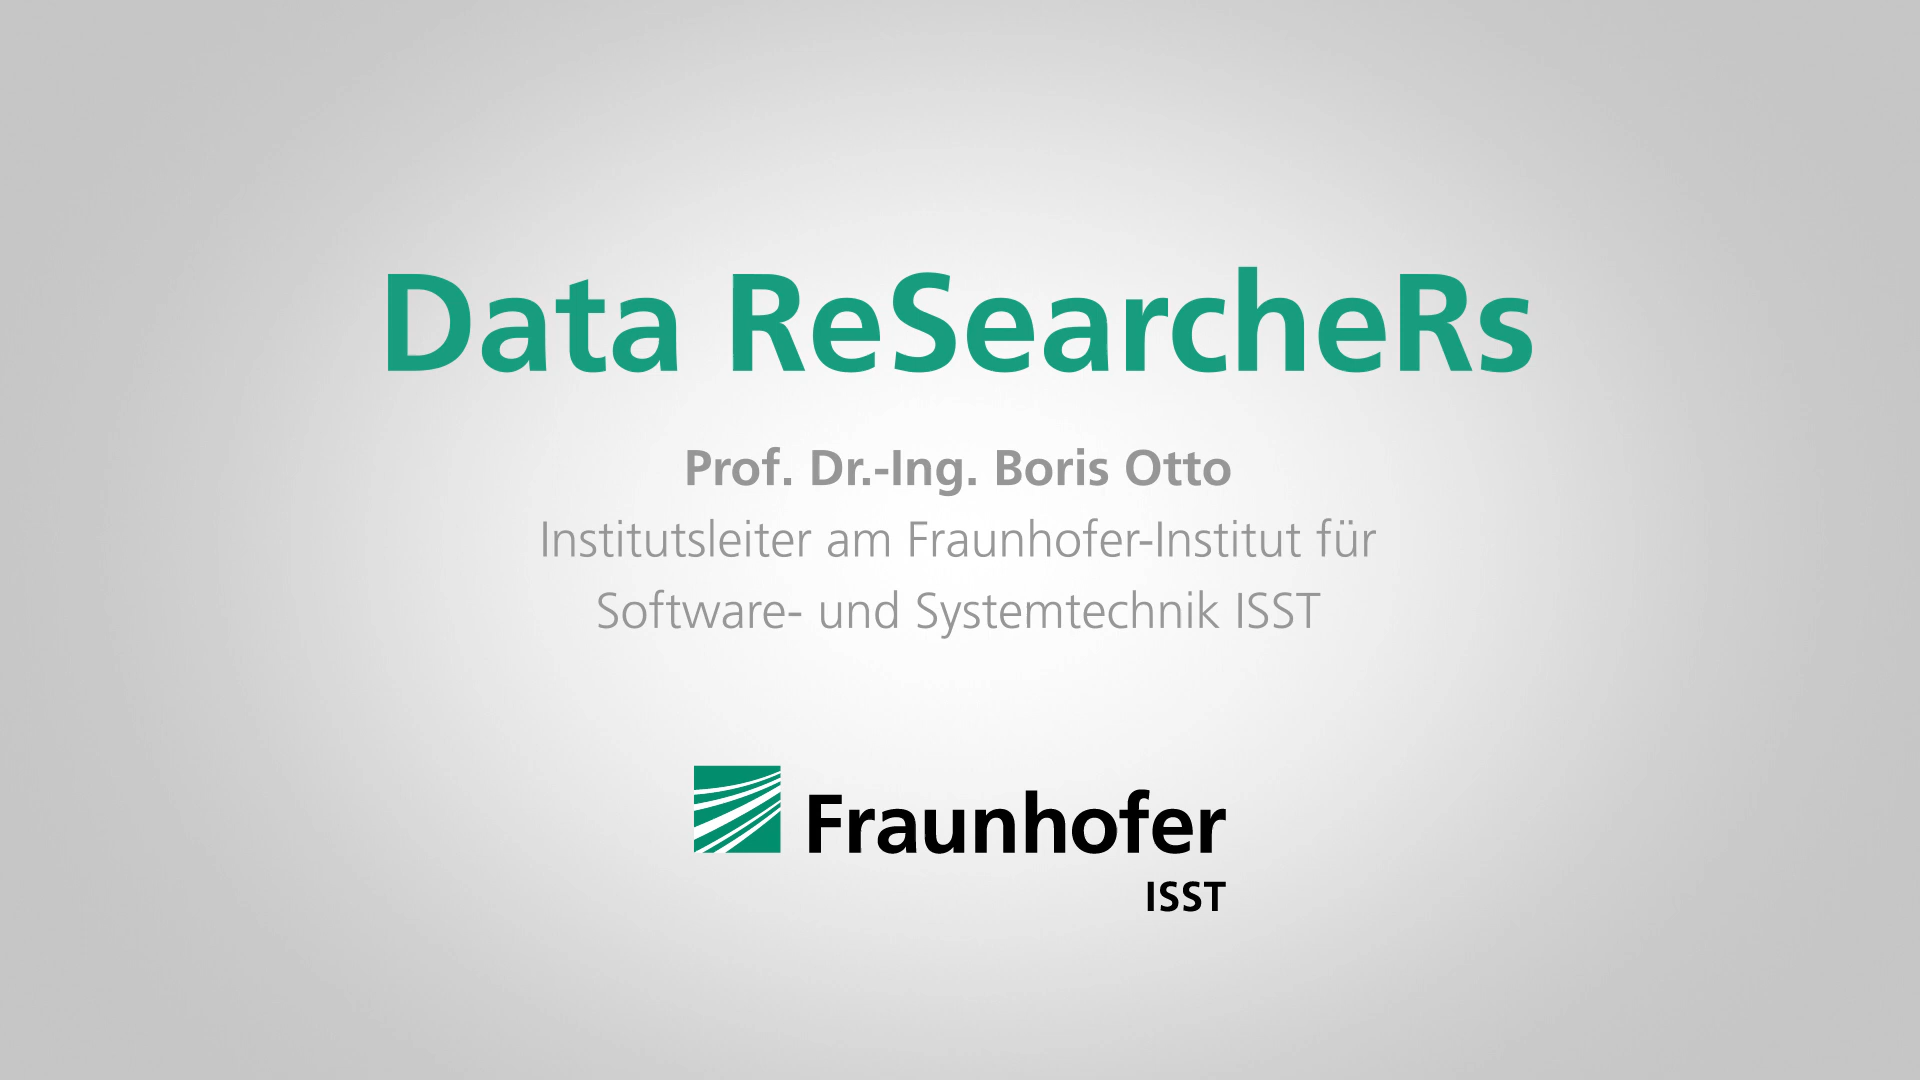 Data ReSearcheRs
Prof. Dr.-Ing. Boris Otto
Institutsleiter am Fraunhofer-Institut für
Software- und Systemtechnik ISST
Fraunhofer
ISST